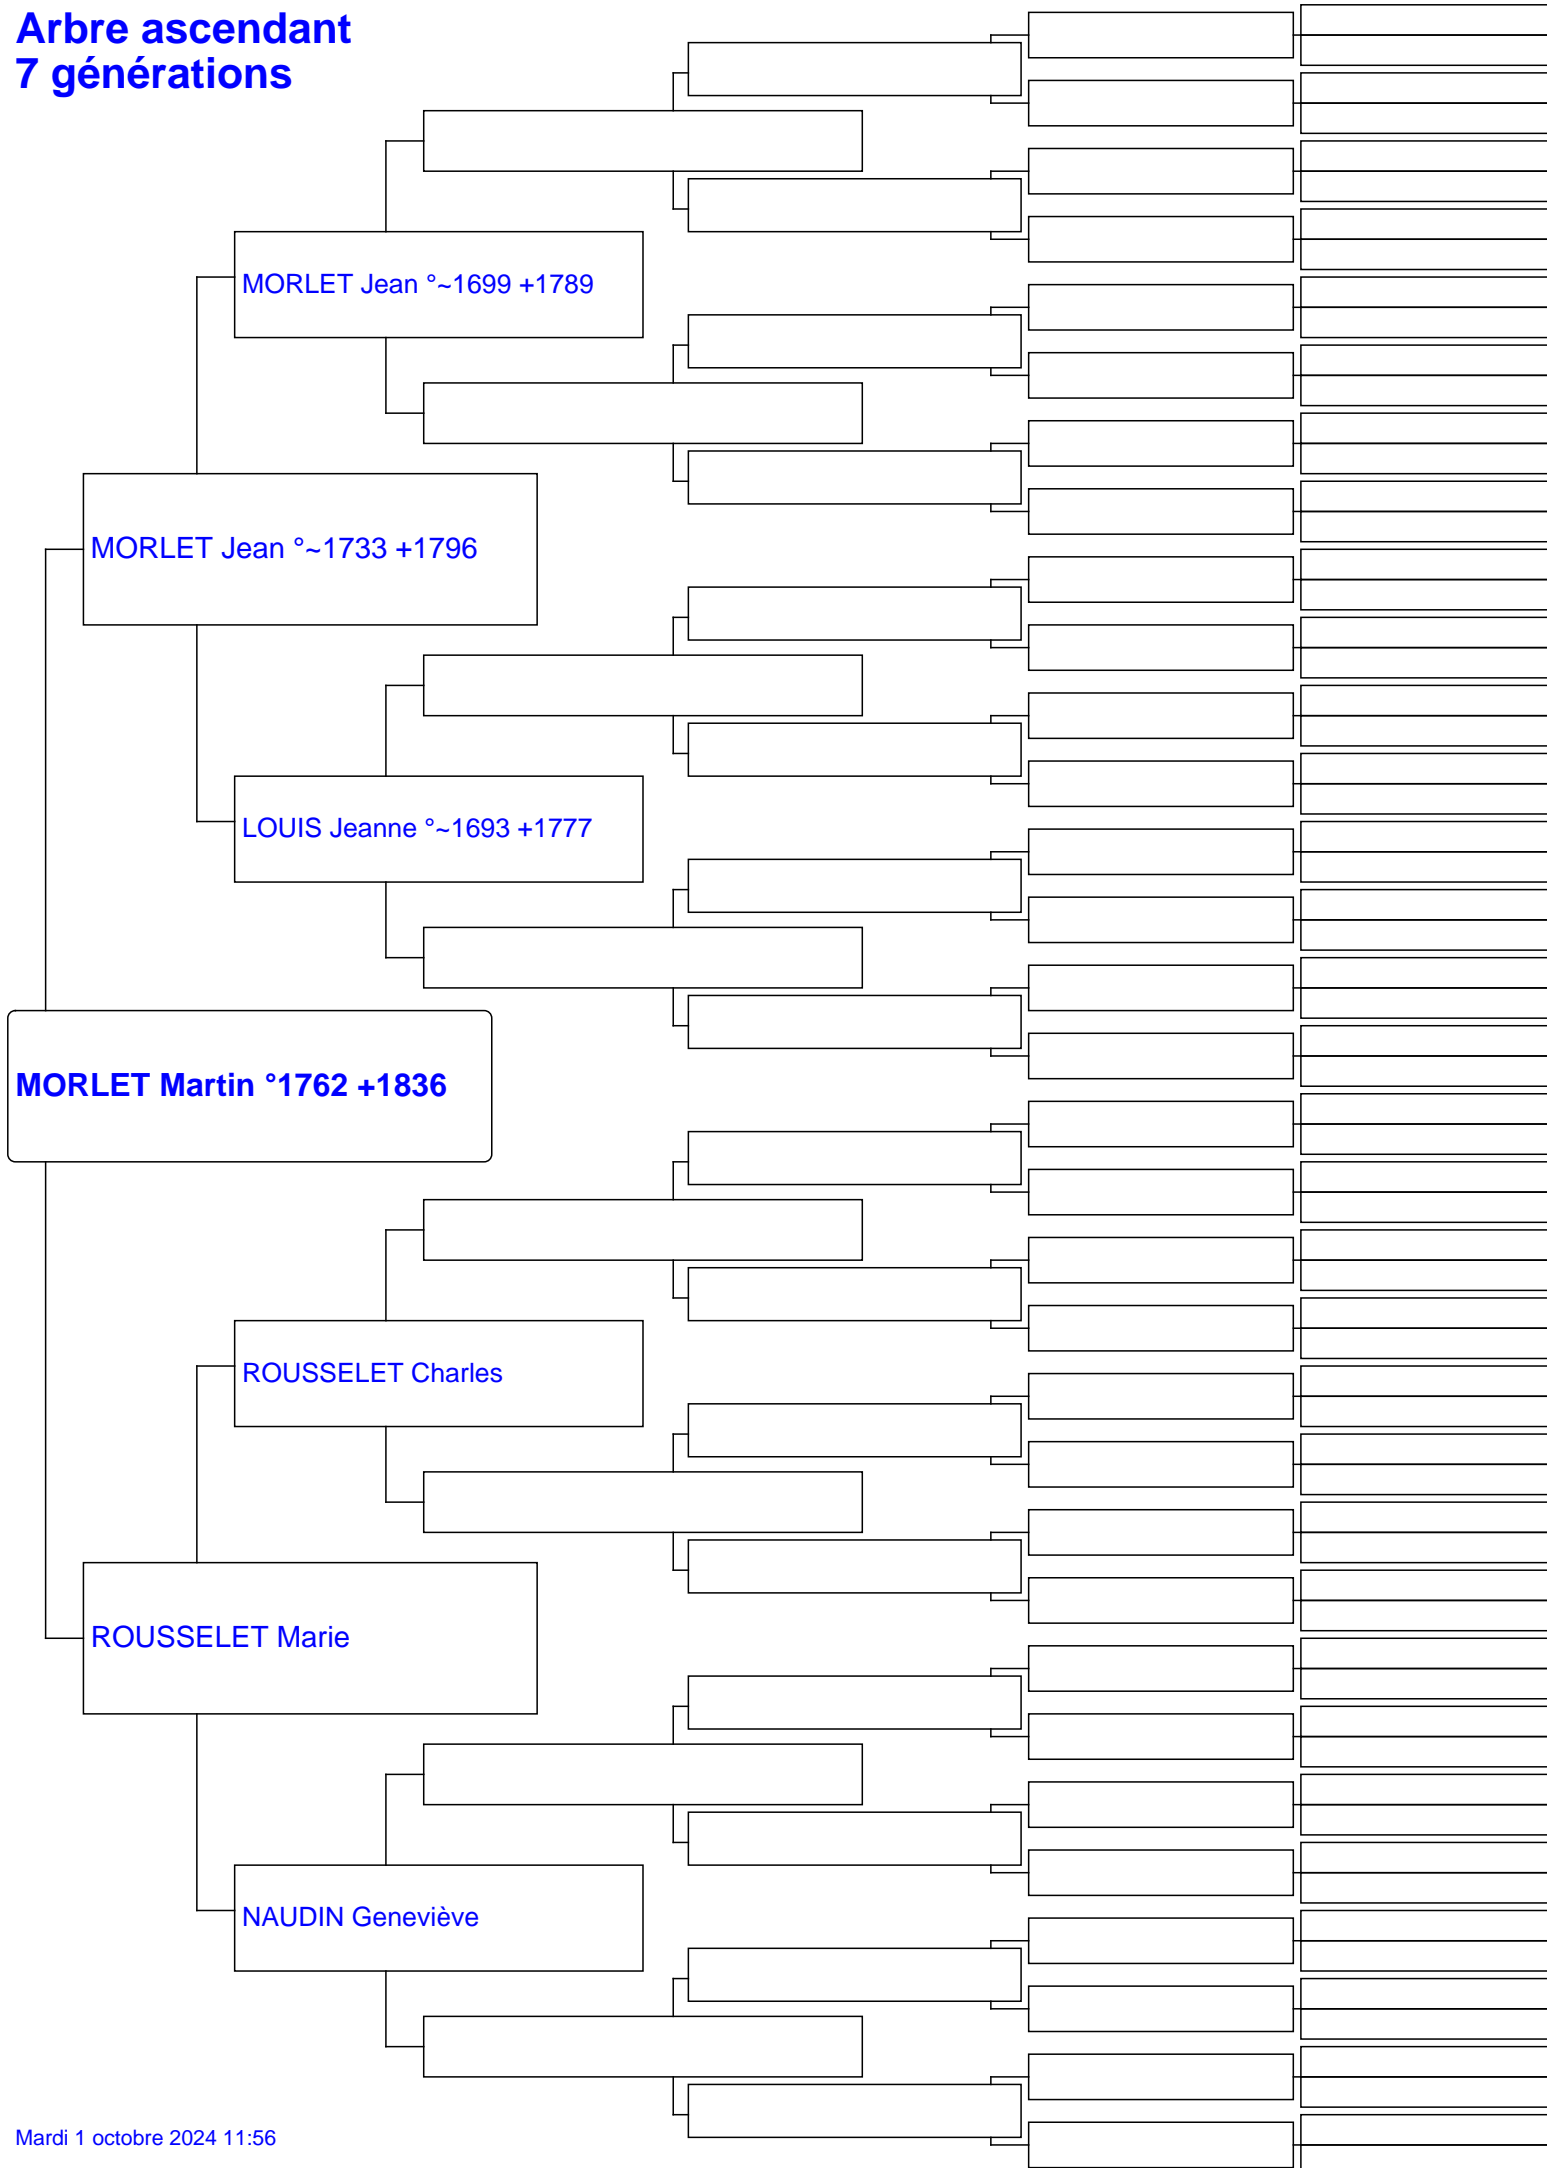 Arbre ascendant
7 générations
MORLET Jean °~1699 +1789
MORLET Jean °~1733 +1796
LOUIS Jeanne °~1693 +1777
MORLET Martin °1762 +1836
ROUSSELET Charles
ROUSSELET Marie
NAUDIN Geneviève
Mardi 1 octobre 2024 11:56